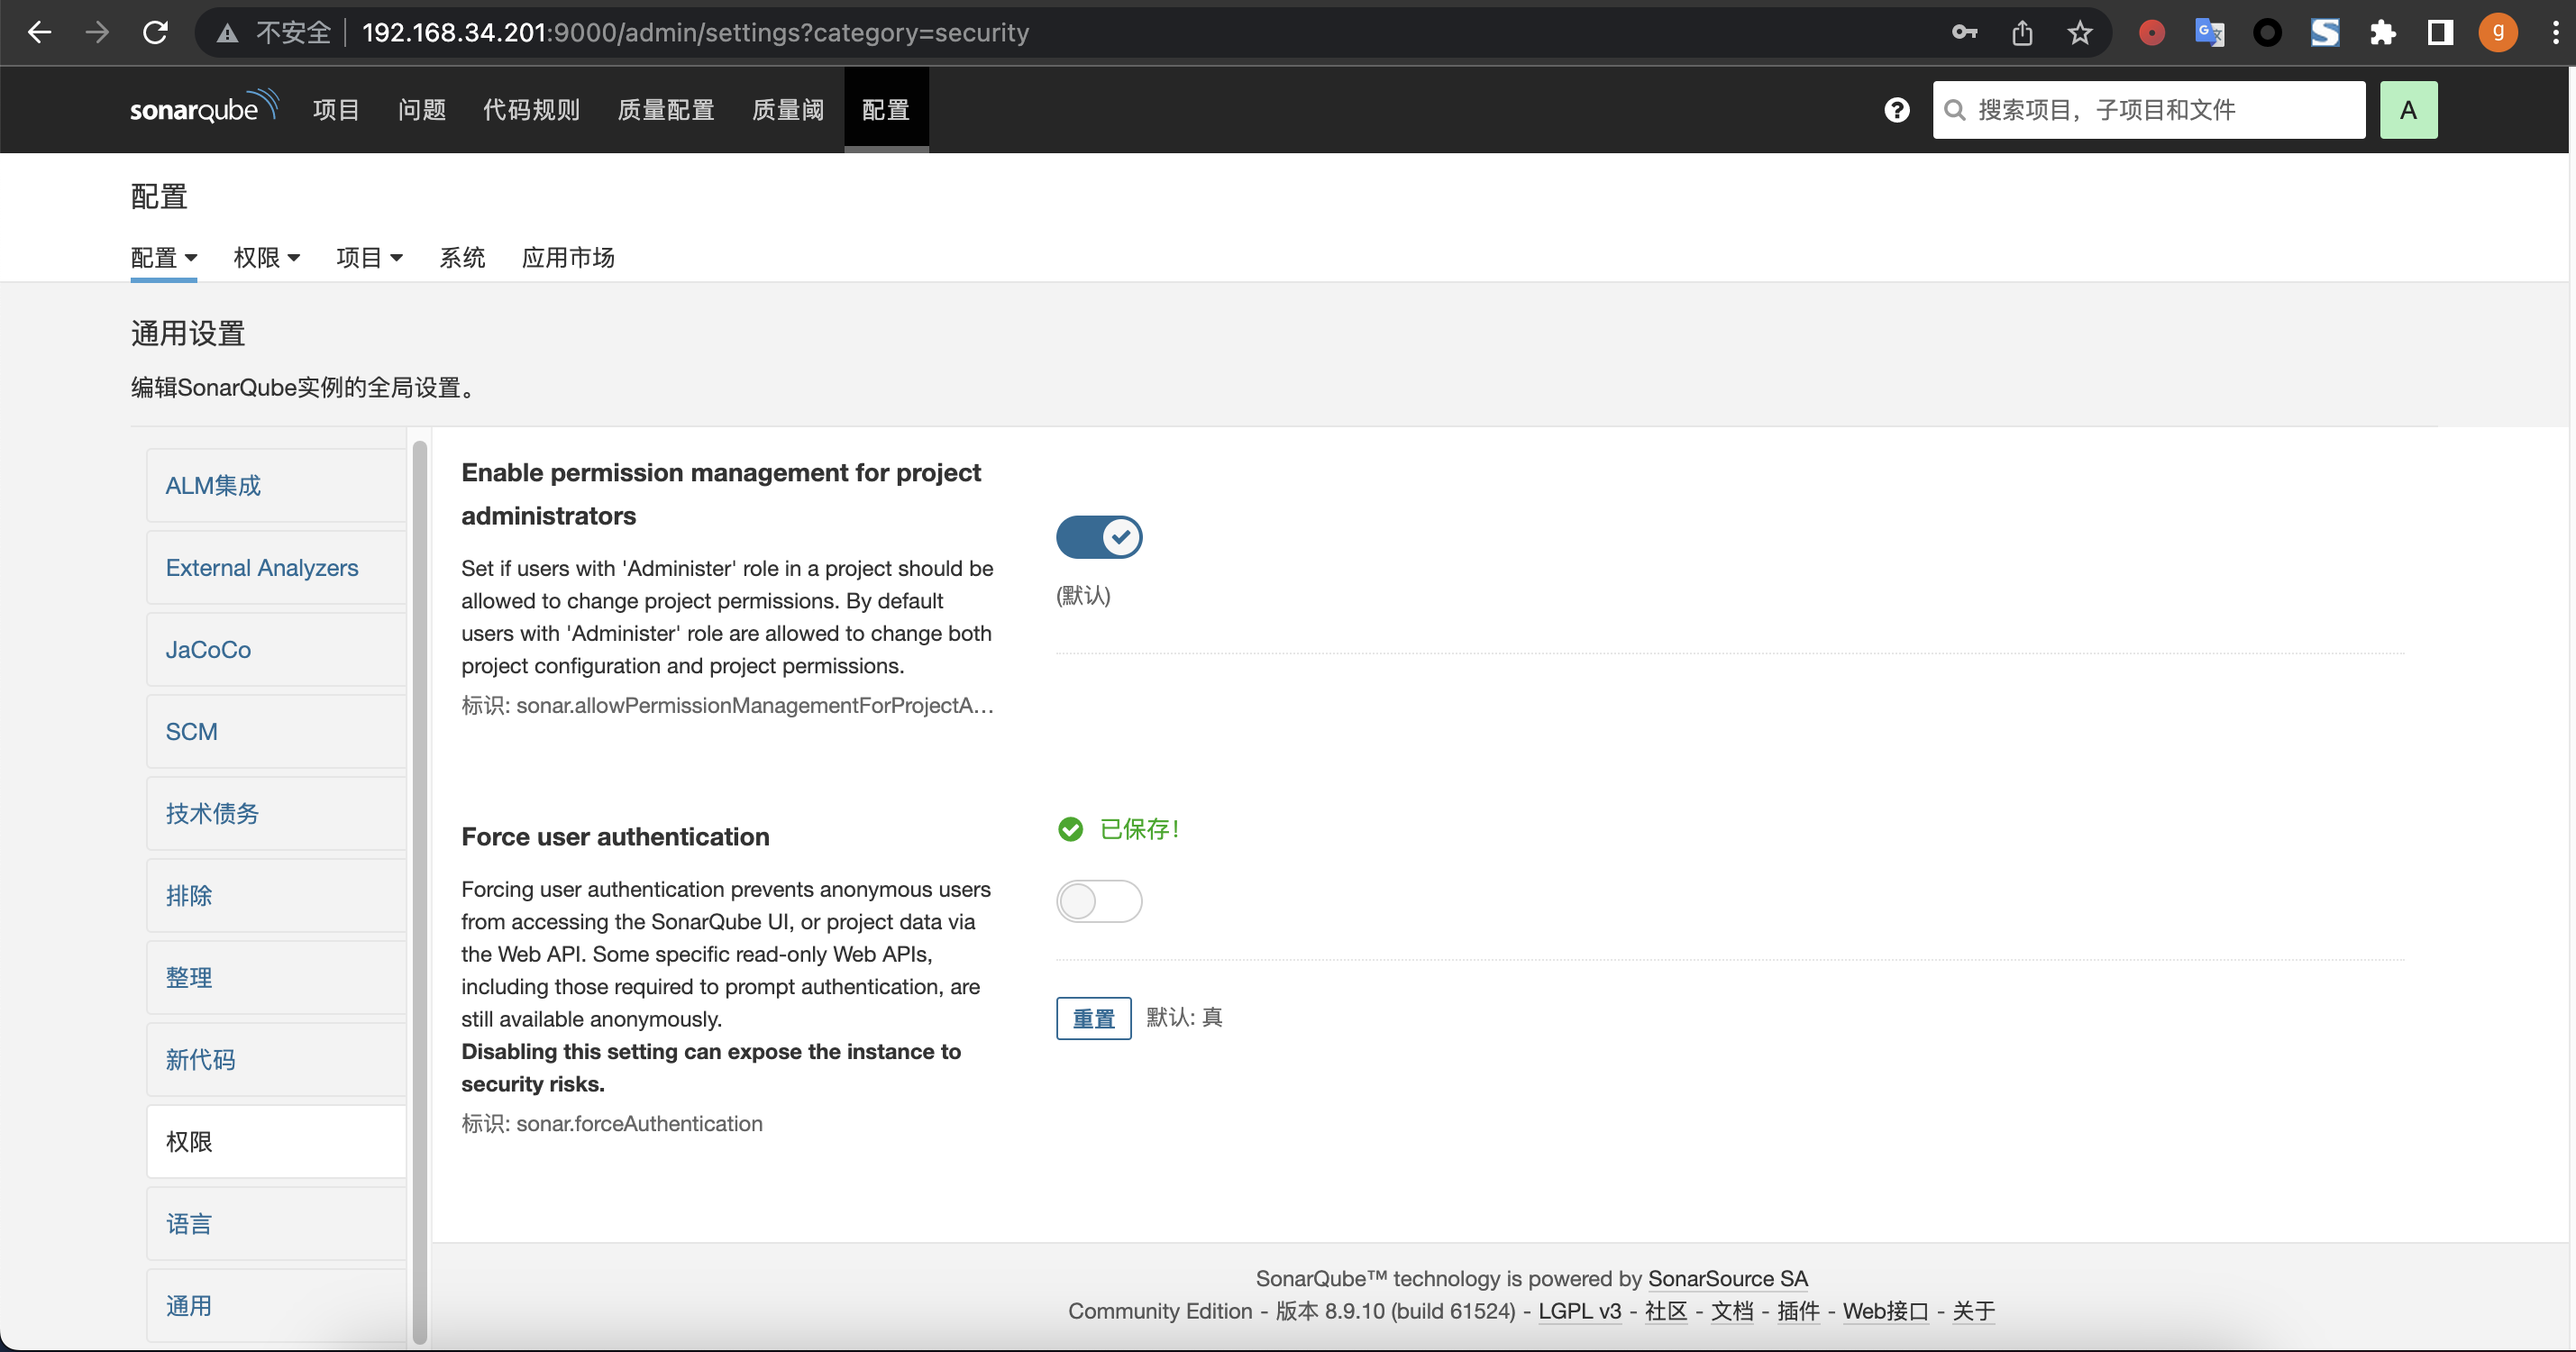 不安全 192.168.34.201:9000/admin/settings?category=security
g
sonarqube 项目 问题 代码规则 质量配置 质量阈 配置 搜索项目，子项目和文件 A
配置
配置 权限 项目 系统 应用市场
通用设置
编辑SonarQube实例的全局设置。
ALM集成
External Analyzers
JaCoCo
SCM
技术债务
排除
整理
新代码
权限
语言
通用
Enable permission management for project
administrators
Set if users with 'Administer' role in a project should be
allowed to change project permissions. By default
users with 'Administer' role are allowed to change both
project configuration and project permissions.
标识: sonar.allowPermissionManagementForProjectA...
(默认)
Force user authentication
Forcing user authentication prevents anonymous users
from accessing the SonarQube UI, or project data via
the Web API. Some specific read-only Web APIs,
including those required to prompt authentication, are
still available anonymously.
Disabling this setting can expose the instance to
security risks.
标识: sonar.forceAuthentication
已保存！
重置 默认: 真
SonarQube™ technology is powered by SonarSource SA
Community Edition - 版本 8.9.10 (build 61524) - LGPL v3 - 社区 - 文档 - 插件 - Web接口 - 关于